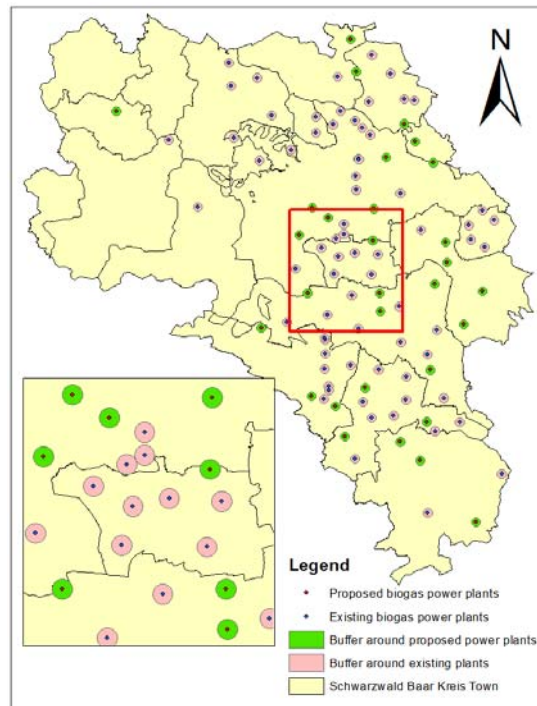 N
Legend
Proposed biogas power plants
Existing biogas power plants
Buffer around proposed power plants
Buffer around existing plants
Schwarzwald Baar Kreis Town